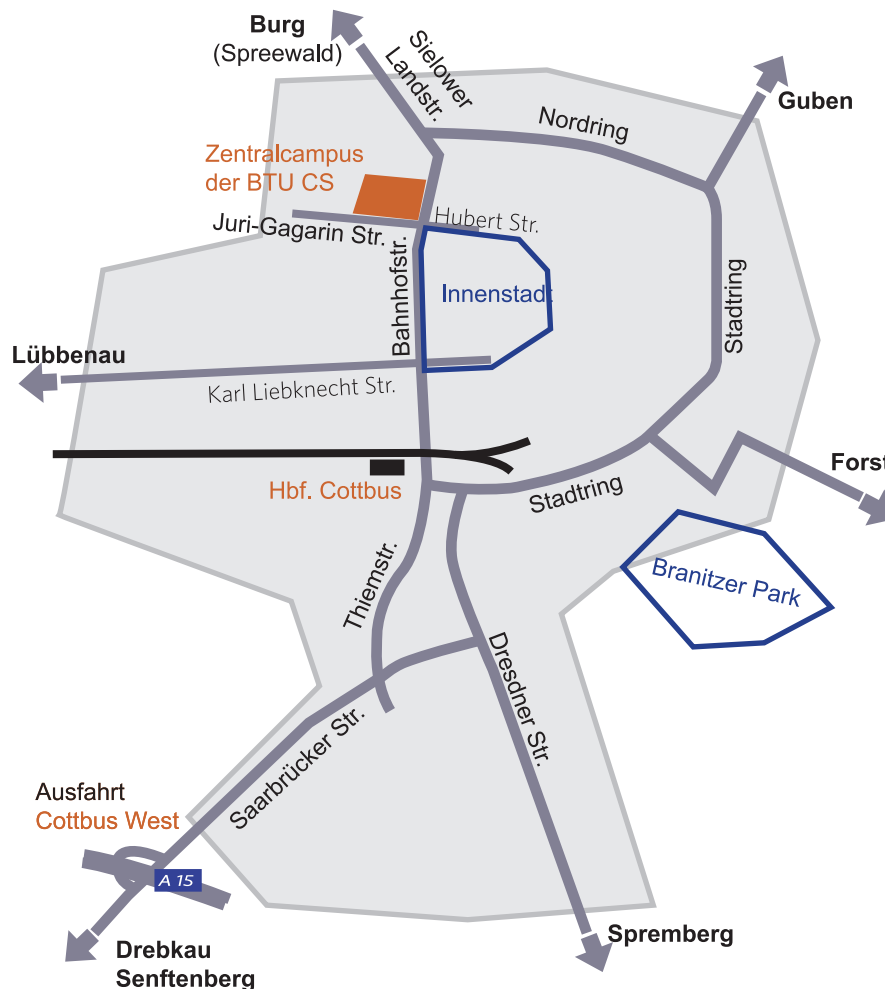 Burg
(Spreewald)
Sielower
Landstr.
Guben
Nordring
Zentralcampus
der BTU CS
Hubert Str.
Juri-Gagarin Str.
Innenstadt
Bahnhofstr.
Stadtring
Lübbenau
Karl Liebknecht Str.
Forst
Hbf. Cottbus
Stadtring
Thiemstr.
Branitzer Park
Dresdner Str.
Saarbrücker Str.
Ausfahrt
Cottbus West
A 15
Spremberg
Drebkau
Senftenberg